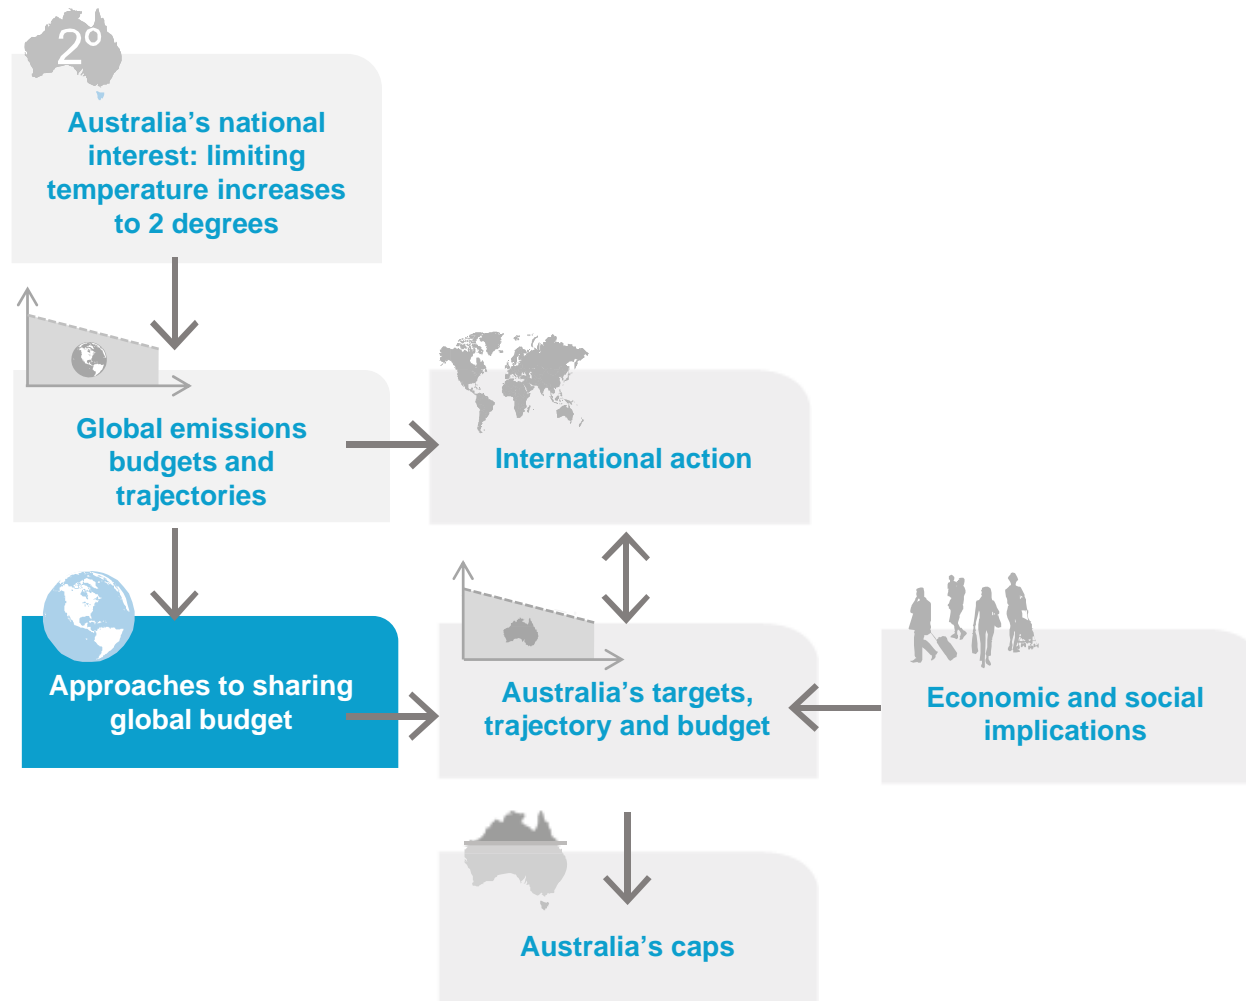 2º
Australia’s national
interest: limiting
temperature increases
to 2 degrees
Global emissions
budgets and
trajectories
International action
Approaches to sharing
global budget
Australia’s targets,
trajectory and budget
Economic and social
implications
Australia’s caps